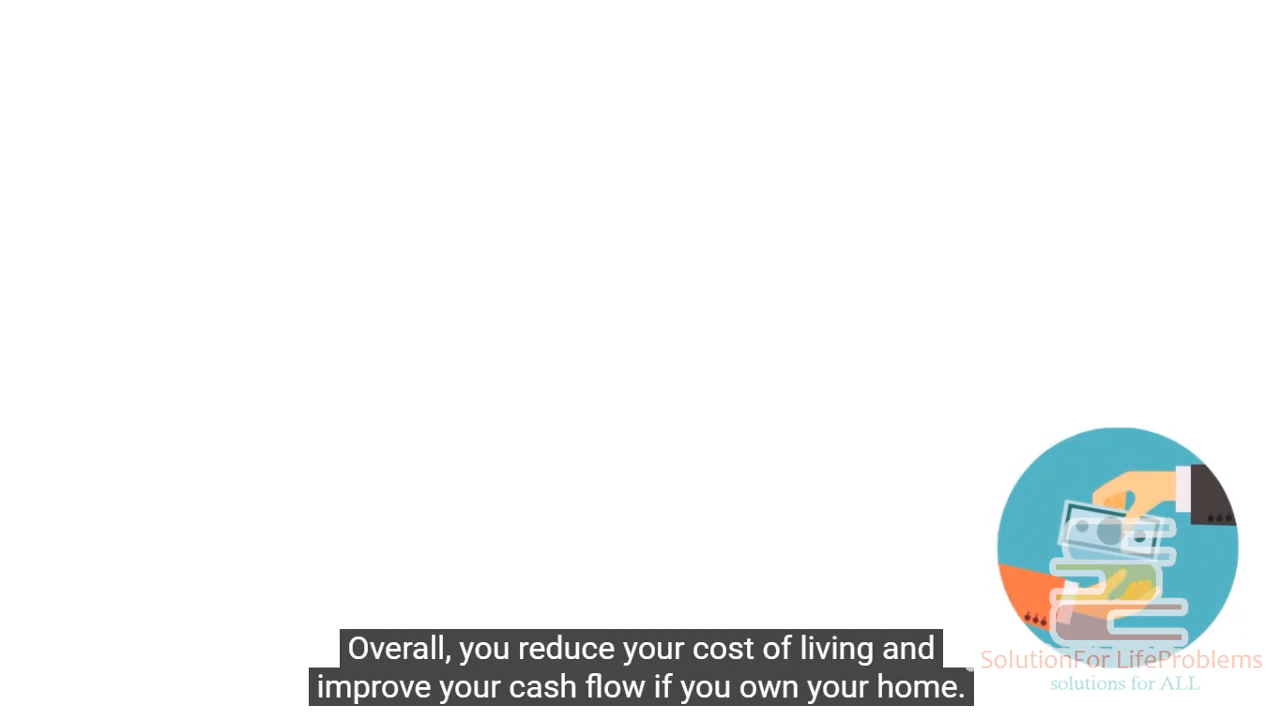 Overall, you reduce your cost of living and
improve your cash flow if you own your home.
SolutionFor LifeProblems
solutions for ALL